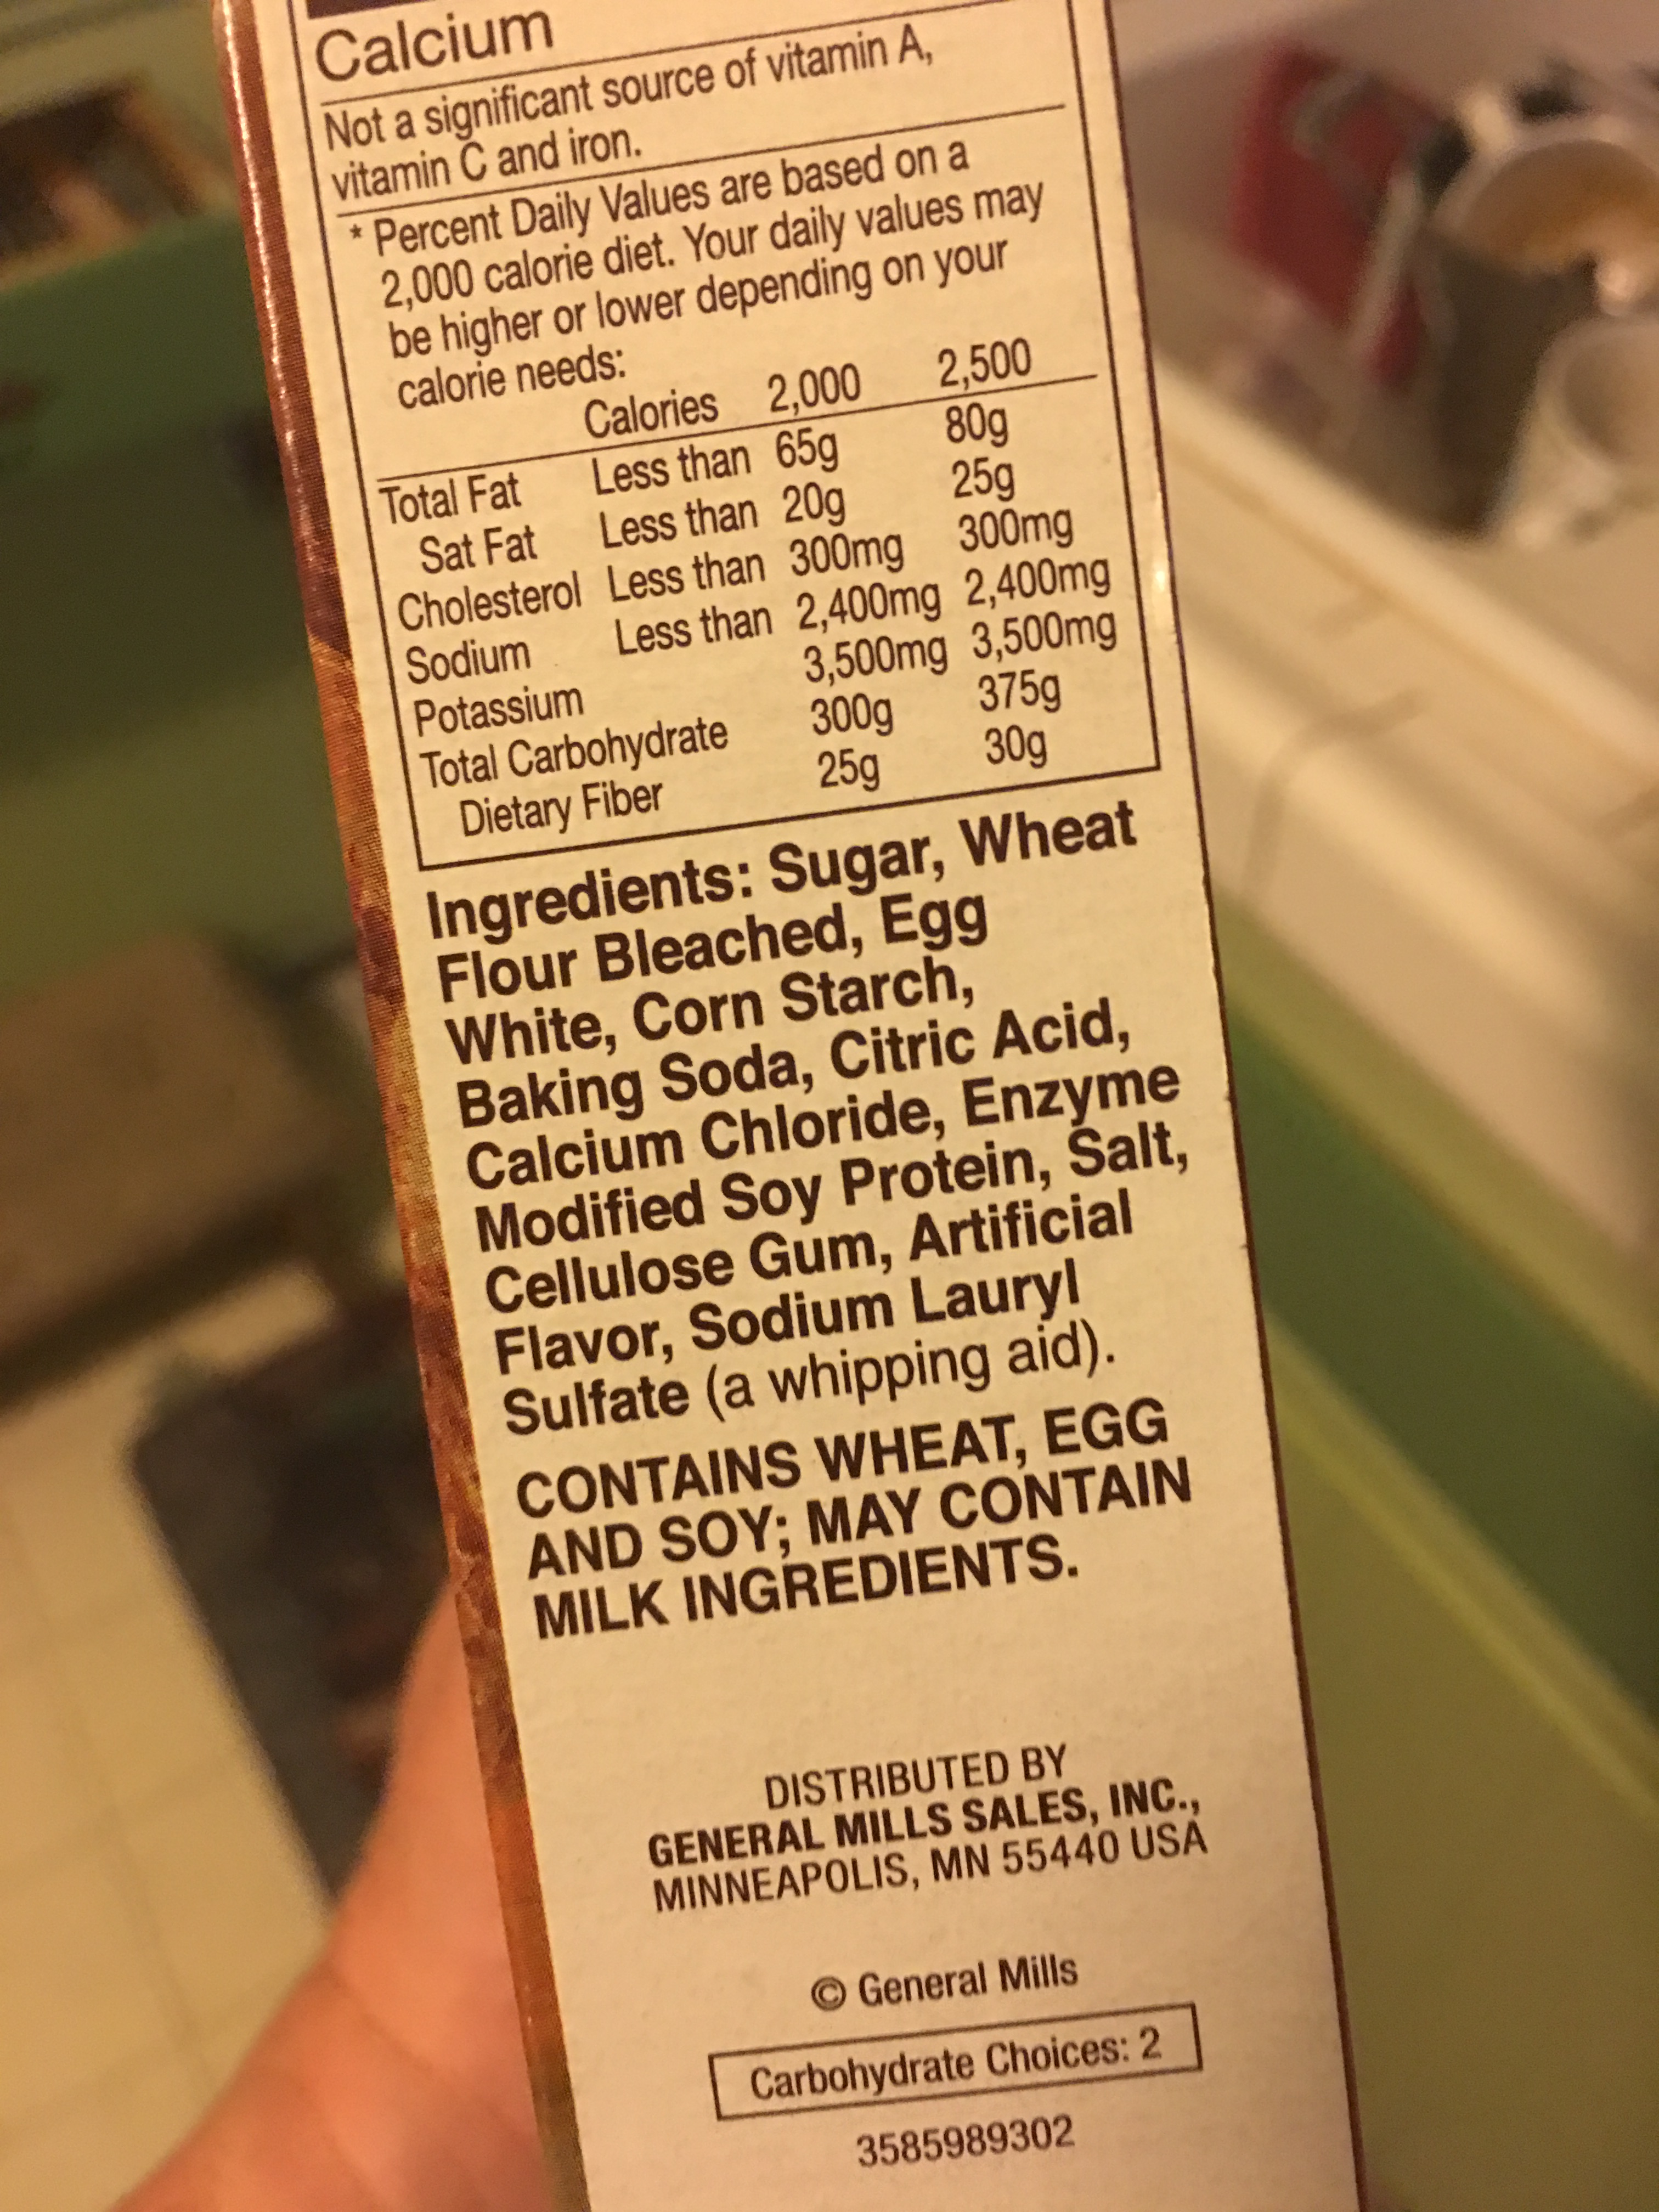 Calcium
Not a significant source of vitamin A,
vitamin C and iron.
* Percent Daily Values are based on a
2,000 calorie diet. Your daily values may
be higher or lower depending on your
calorie needs:
Calories 2,000 2,500
Total Fat Less than 65g 80g
Sat Fat Less than 20g 25g
Cholesterol Less than 300mg 300mg
Sodium Less than 2,400mg 2,400mg
Potassium 3,500mg 3,500mg
Total Carbohydrate 300g 375g
Dietary Fiber 25g 30g
Ingredients: Sugar, Wheat
Flour Bleached, Egg
White, Corn Starch,
Baking Soda, Citric Acid,
Calcium Chloride, Enzyme
Modified Soy Protein, Salt,
Cellulose Gum, Artificial
Flavor, Sodium Lauryl
Sulfate (a whipping aid).
CONTAINS WHEAT, EGG
AND SOY; MAY CONTAIN
MILK INGREDIENTS.
DISTRIBUTED BY
GENERAL MILLS SALES, INC.,
MINNEAPOLIS, MN 55440 USA
© General Mills
Carbohydrate Choices: 2
3585989302